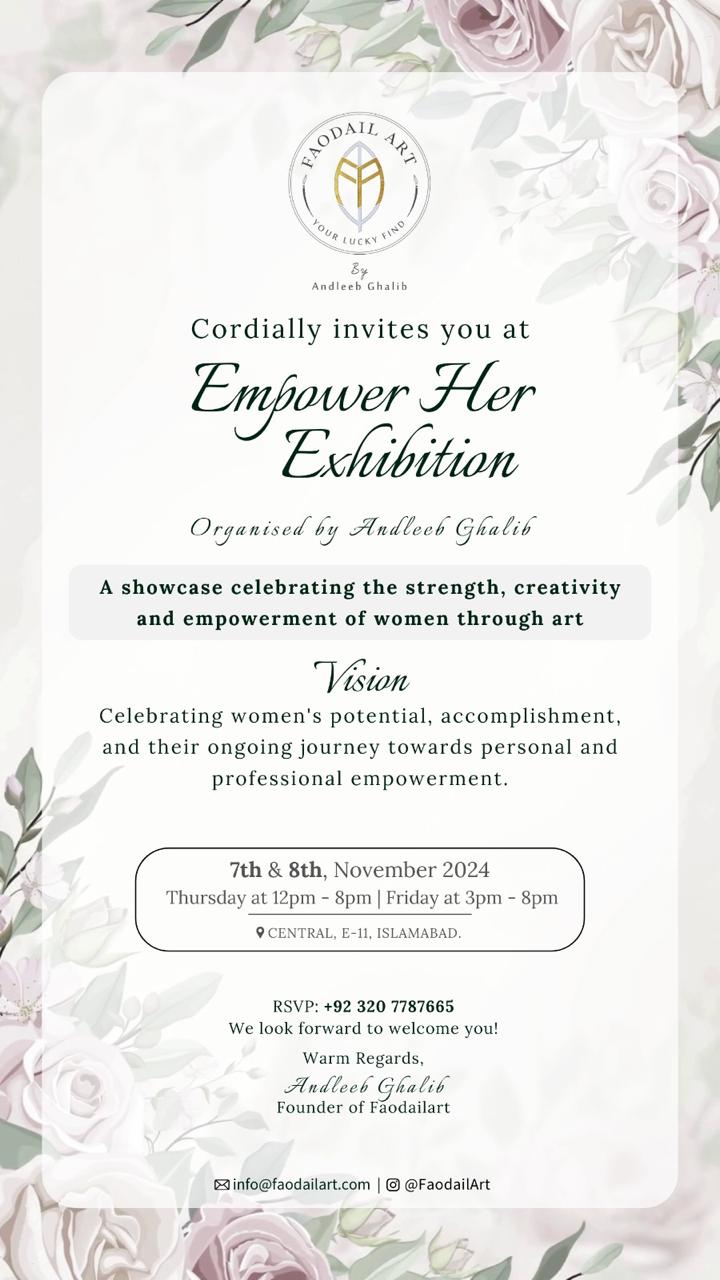 FAODAIL ART
YOUR LUCKY FIND
By
Andleeb Ghalib
Cordially invites you at
Empower Her
Exhibition
Organised by Andleeb Ghalib
A showcase celebrating the strength, creativity
and empowerment of women through art
Vision
Celebrating women's potential, accomplishment,
and their ongoing journey towards personal and
professional empowerment.
7th & 8th, November 2024
Thursday at 12pm - 8pm | Friday at 3pm - 8pm
CENTRAL, E-11, ISLAMABAD.
RSVP: +92 320 7787665
We look forward to welcome you!
Warm Regards,
Andleeb Ghalib
Founder of Faodailart
info@faodailart.com | @FaodailArt